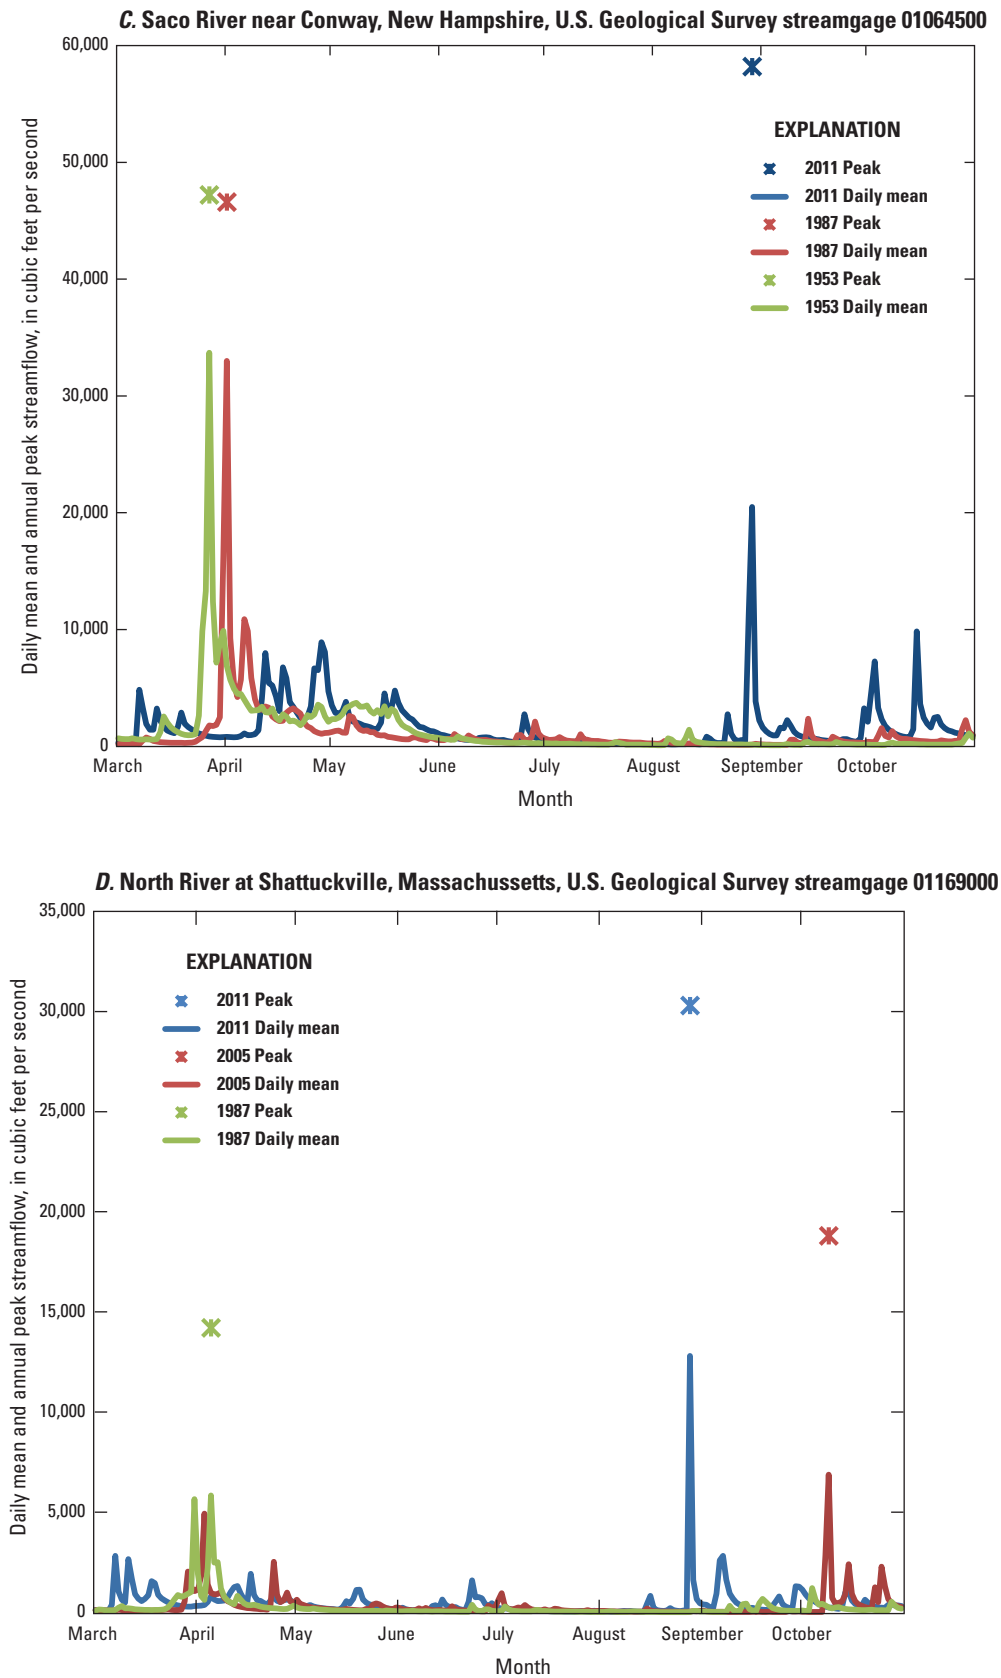 C. Saco River near Conway, New Hampshire, U.S. Geological Survey streamgage 01064500
60,000
50,000
40,000
30,000
20,000
10,000
0
Daily mean and annual peak streamflow, in cubic feet per second
EXPLANATION
2011 Peak
2011 Daily mean
1987 Peak
1987 Daily mean
1953 Peak
1953 Daily mean
March April May June July August September October
Month
D. North River at Shattuckville, Massachussetts, U.S. Geological Survey streamgage 01169000
35,000
30,000
25,000
20,000
15,000
10,000
5,000
0
Daily mean and annual peak streamflow, in cubic feet per second
EXPLANATION
2011 Peak
2011 Daily mean
2005 Peak
2005 Daily mean
1987 Peak
1987 Daily mean
March April May June July August September October
Month